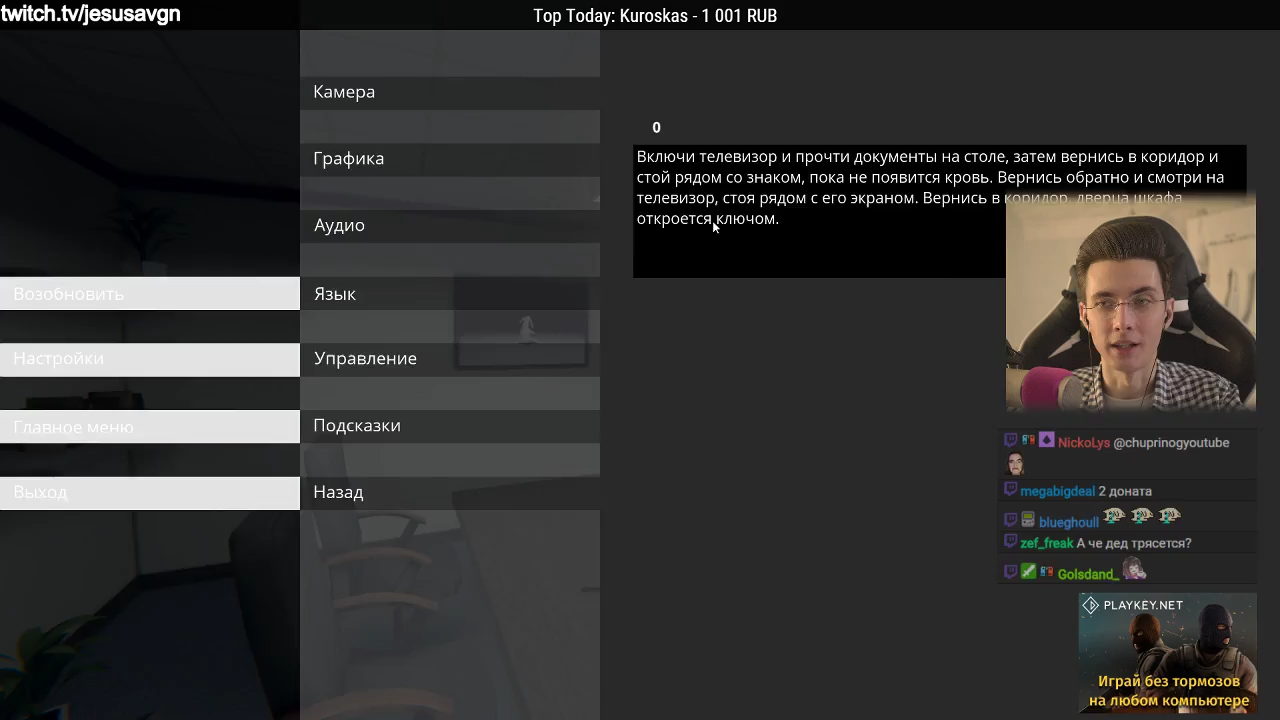 twitch.tv/jesusavgn
Top Today: Kuroskas - 1 001 RUB
Камера
Графика
Аудио
Возобновить
Язык
Настройки
Управление
Главное меню
Подсказки
Выход
Назад
0
Включи телевизор и прочти документы на столе, затем вернись в коридор и
стой рядом со знаком, пока не появится кровь. Вернись обратно и смотри на
телевизор, стоя рядом с его экраном. Вернись в коридор, дверца шкафа
откроется ключом.
NickoLys @chuprinogyoutube
megabigdeal 2 доната
blueghoull
zef_freak А че дед трясется?
Golsdand_
PLAYKEY.NET
Играй без тормозов
на любом компьютере